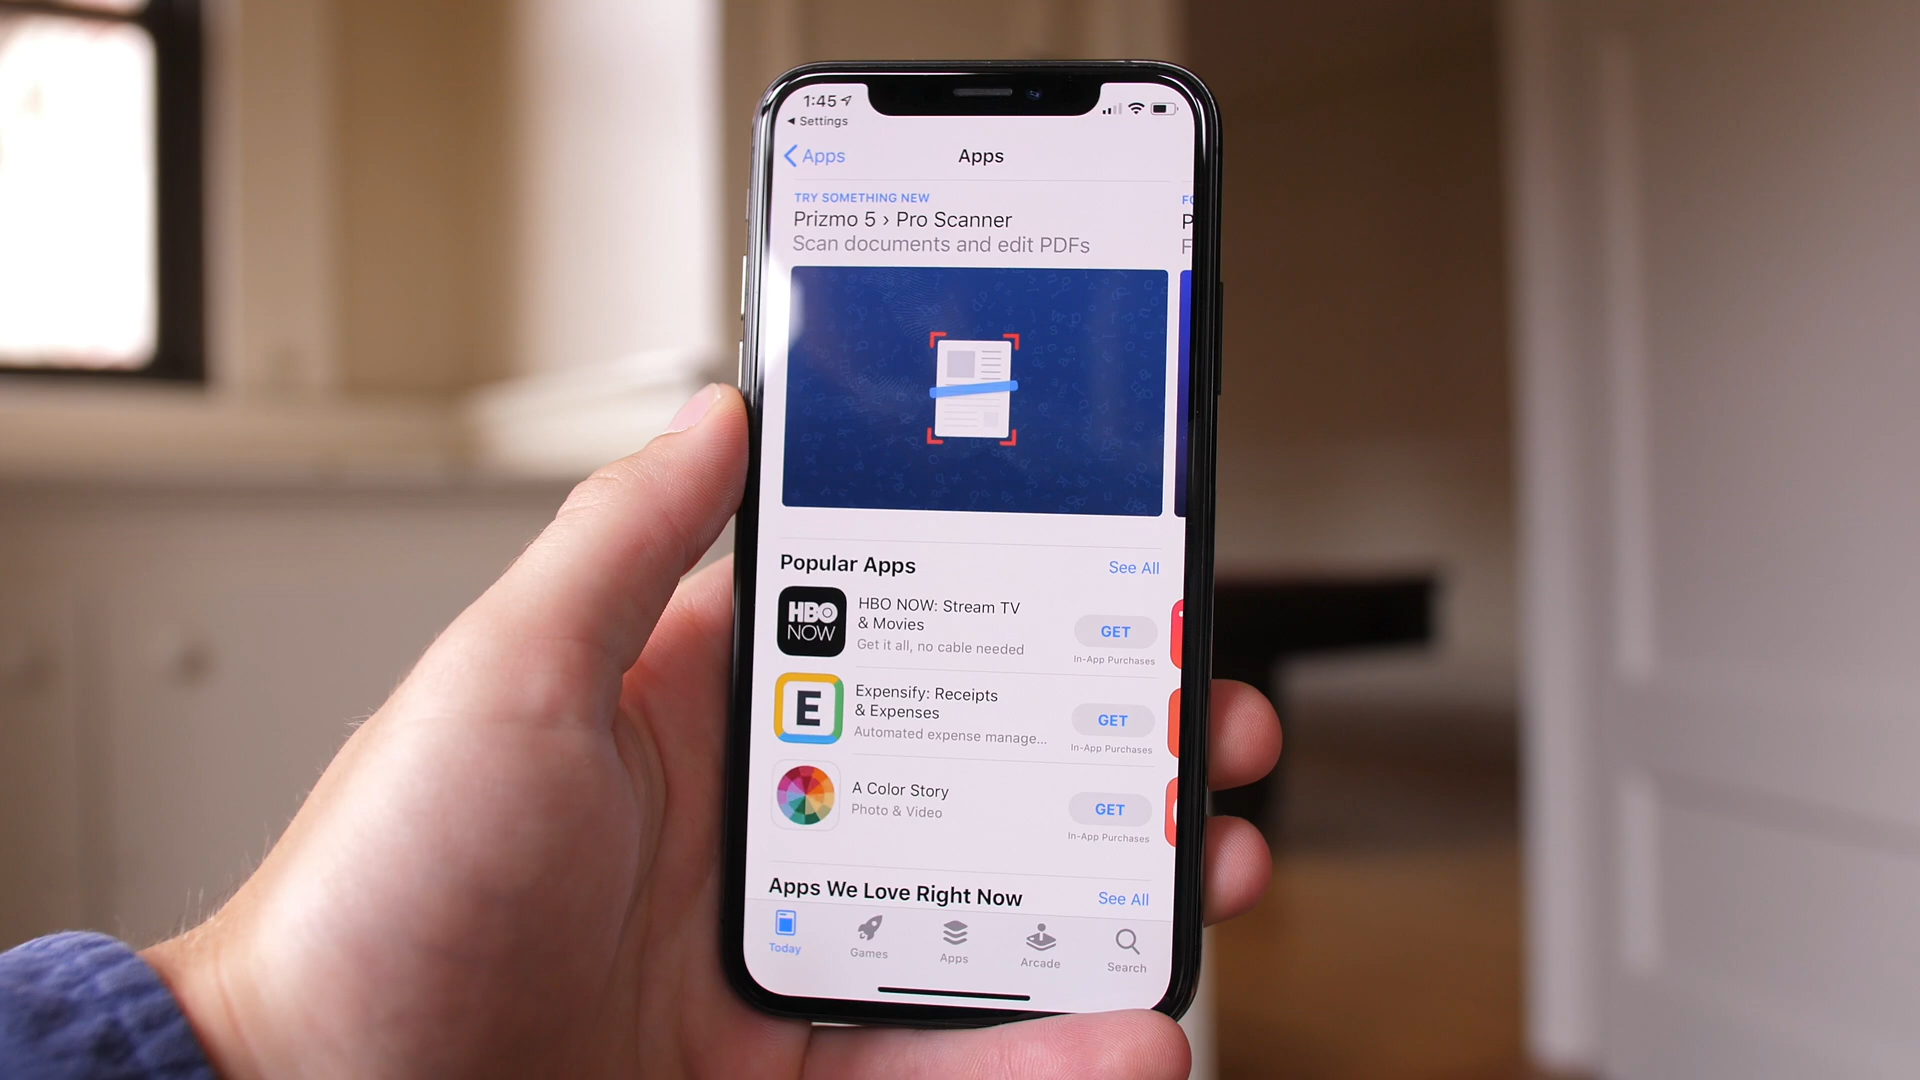 1:45
Settings
Apps
Apps
TRY SOMETHING NEW
Prizmo 5 › Pro Scanner
Scan documents and edit PDFs
Popular Apps
See All
HBO NOW
HBO NOW: Stream TV
& Movies
Get it all, no cable needed
GET
In-App Purchases
E
Expensify: Receipts
& Expenses
Automated expense manage...
GET
In-App Purchases
A Color Story
Photo & Video
GET
In-App Purchases
Apps We Love Right Now
See All
Today
Games
Apps
Arcade
Search